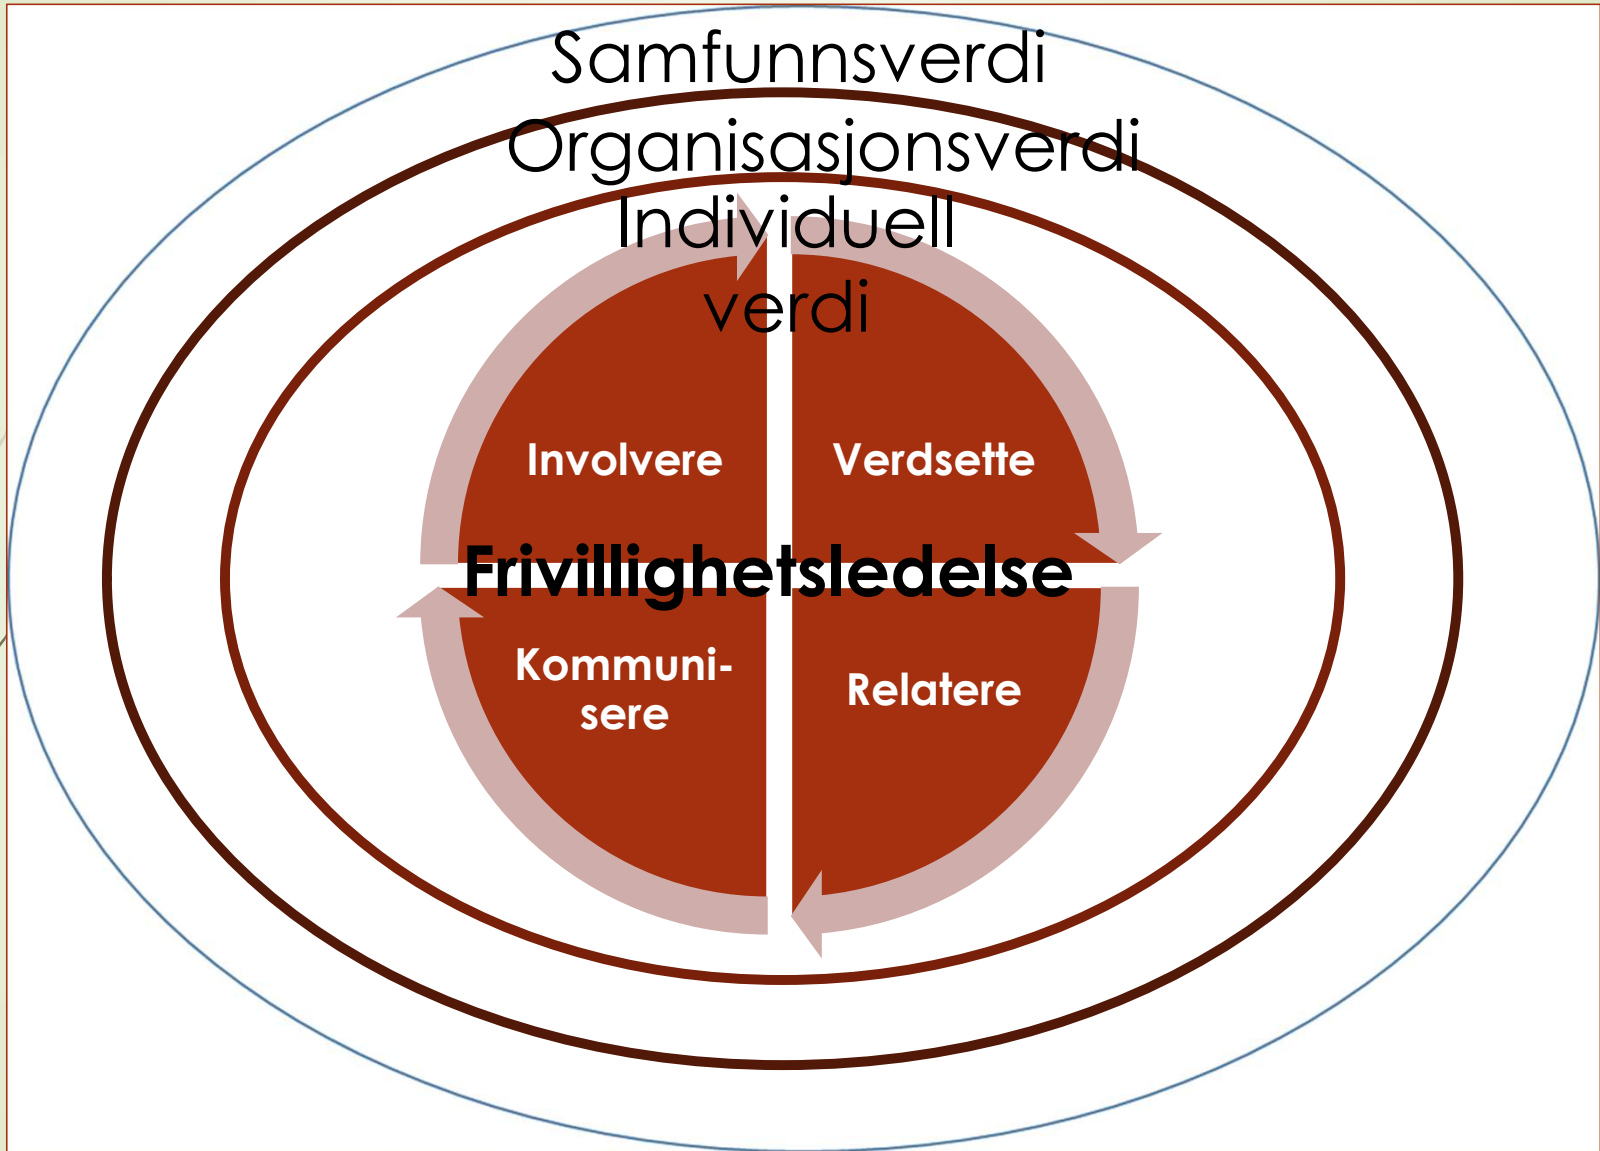 Samfunnsverdi
Organisasjonsverdi
Individuell
verdi
Involvere
Verdsette
Frivillighetsledelse
Kommuni-
sere
Relatere